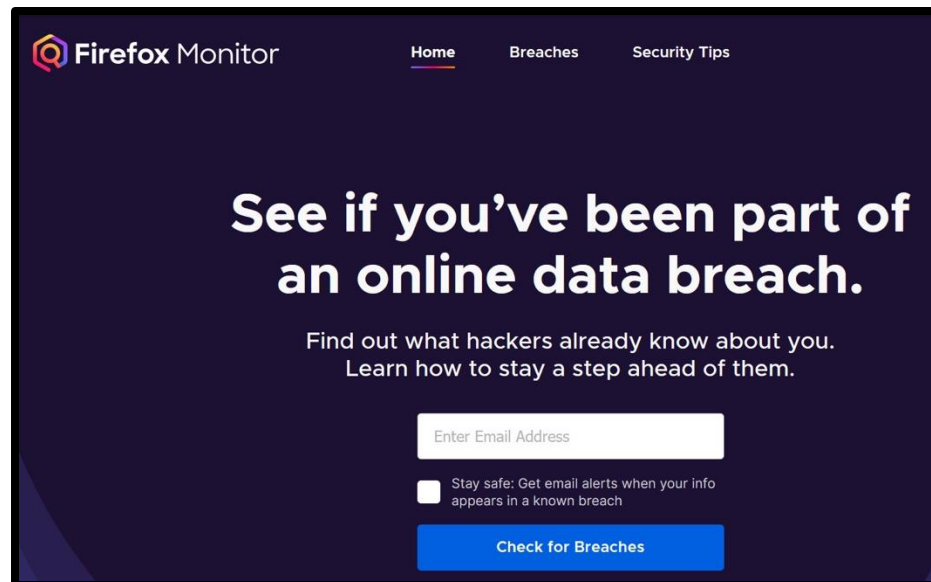 Firefox Monitor
Home Breaches Security Tips
See if you've been part of
an online data breach.
Find out what hackers already know about you.
Learn how to stay a step ahead of them.
Enter Email Address
Stay safe: Get email alerts when your info
appears in a known breach
Check for Breaches